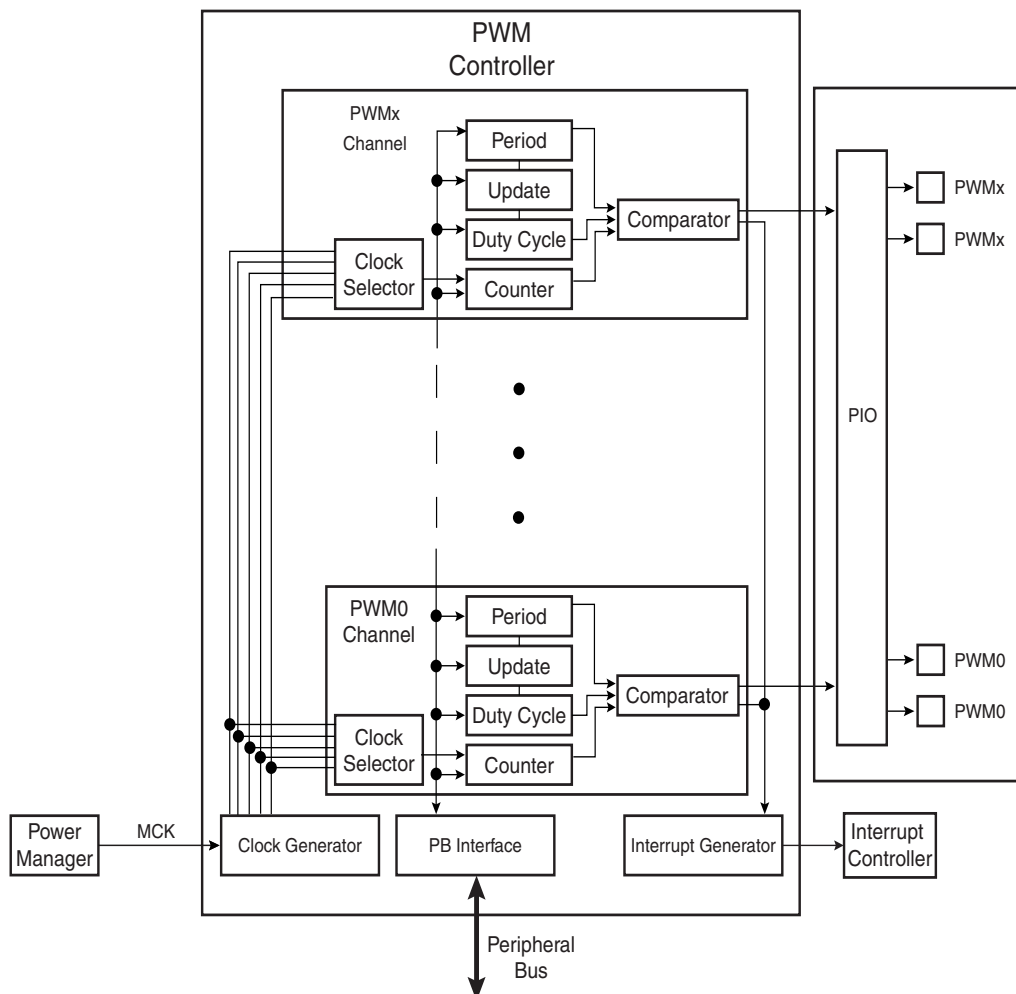 PWM
Controller
PWMx
Channel
Period
Update
Duty Cycle
Counter
Clock
Selector
Comparator
PIO
PWMx
PWMx
PWM0
Channel
Period
Update
Duty Cycle
Counter
Clock
Selector
Comparator
PWM0
PWM0
Power
Manager
MCK
Clock Generator
PB Interface
Interrupt Generator
Interrupt
Controller
Peripheral
Bus